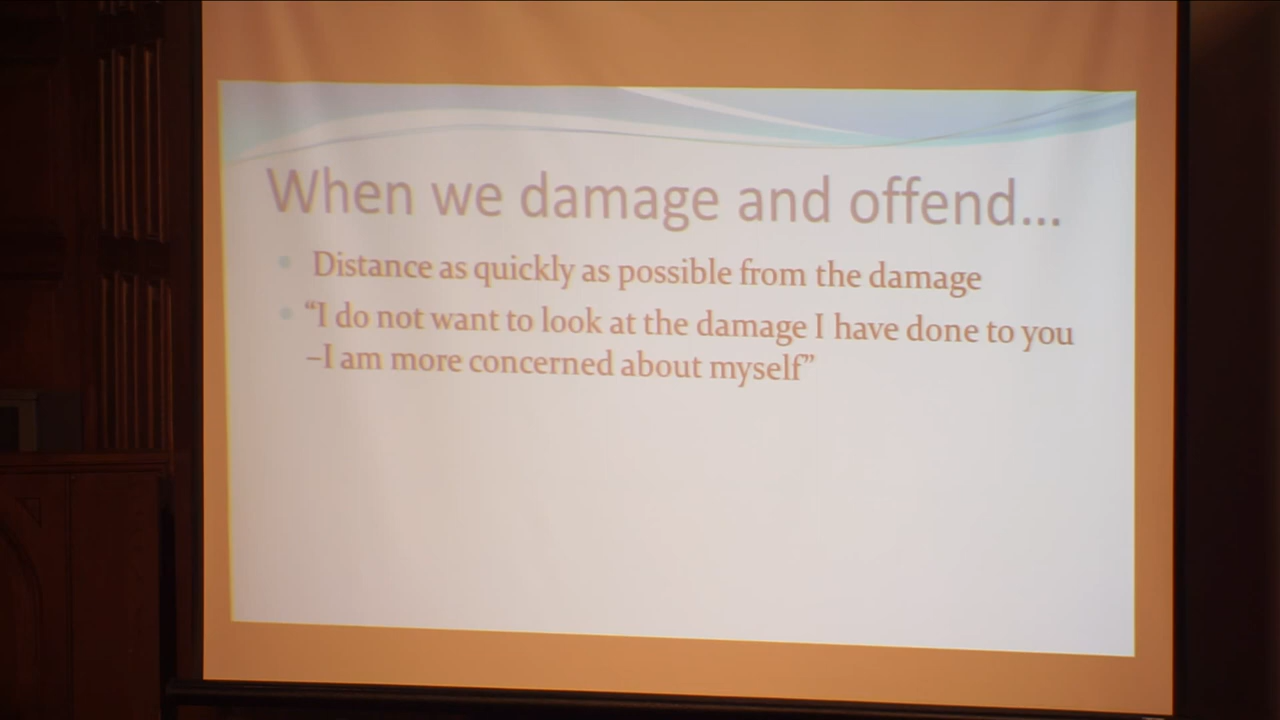 When we damage and offend...
Distance as quickly as possible from the damage
“I do not want to look at the damage I have done to you
–I am more concerned about myself”